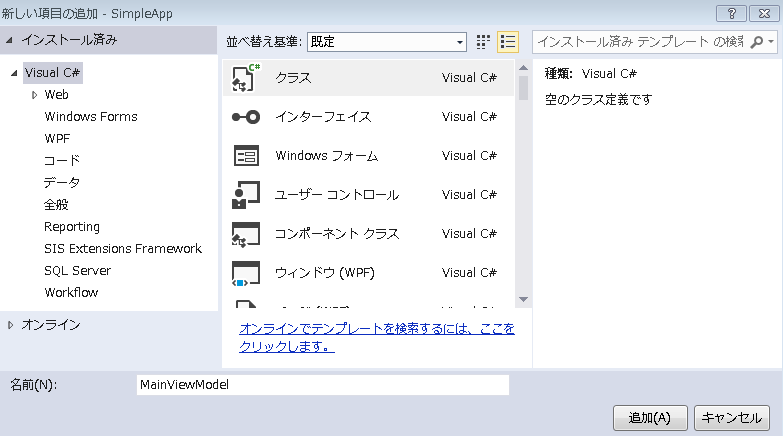 新しい項目の追加 - SimpleApp
インストール済み
並べ替え基準: 既定
インストール済み テンプレート の検索
Visual C#
Web
Windows Forms
WPF
コード
データ
全般
Reporting
SIS Extensions Framework
SQL Server
Workflow
オンライン
クラス Visual C#
インターフェイス Visual C#
Windows フォーム Visual C#
ユーザー コントロール Visual C#
コンポーネント クラス Visual C#
ウィンドウ (WPF) Visual C#
オンラインでテンプレートを検索するには、ここを
クリックします。
種類: Visual C#
空のクラス定義です
名前(N): MainViewModel
追加(A) キャンセル